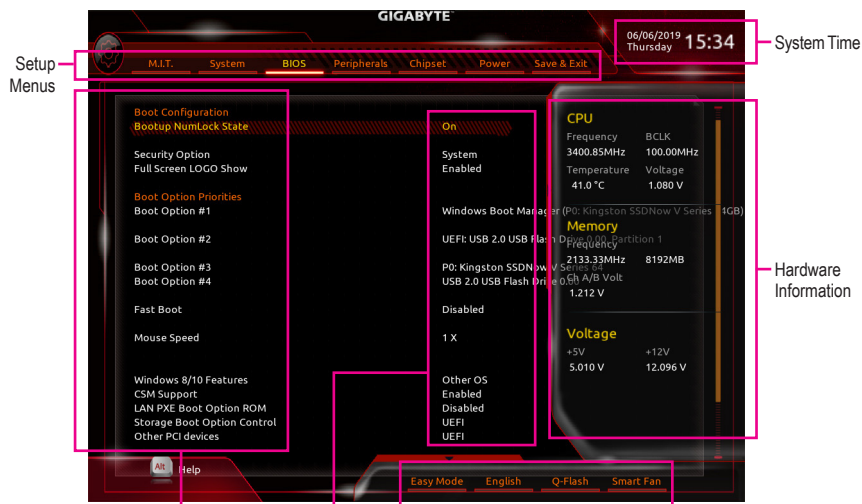 GIGABYTE
06/06/2019
Thursday
15:34
System Time
Setup
Menus
M.I.T. System BIOS Peripherals Chipset Power Save & Exit
Boot Configuration
Bootup NumLock State On
Security Option System
Full Screen LOGO Show Enabled
Boot Option Priorities
Boot Option #1 Windows Boot Manager (P0: Kingston SSDNow V Series 64GB)
Boot Option #2 UEFI: USB 2.0 USB Flash Drive 0.00, Partition 1
Boot Option #3 P0: Kingston SSDNow V Series 64
Boot Option #4 USB 2.0 USB Flash Drive 0.00
Fast Boot Disabled
Mouse Speed 1 X
Windows 8/10 Features Other OS
CSM Support Enabled
LAN PXE Boot Option ROM Disabled
Storage Boot Option Control UEFI
Other PCI devices UEFI
CPU
Frequency BCLK
3400.85MHz 100.00MHz
Temperature Voltage
41.0 °C 1.080 V
Memory
Frequency
2133.33MHz 8192MB
Ch A/B Volt
1.212 V
Voltage
+5V +12V
5.010 V 12.096 V
Hardware
Information
Alt Help
Easy Mode English Q-Flash Smart Fan